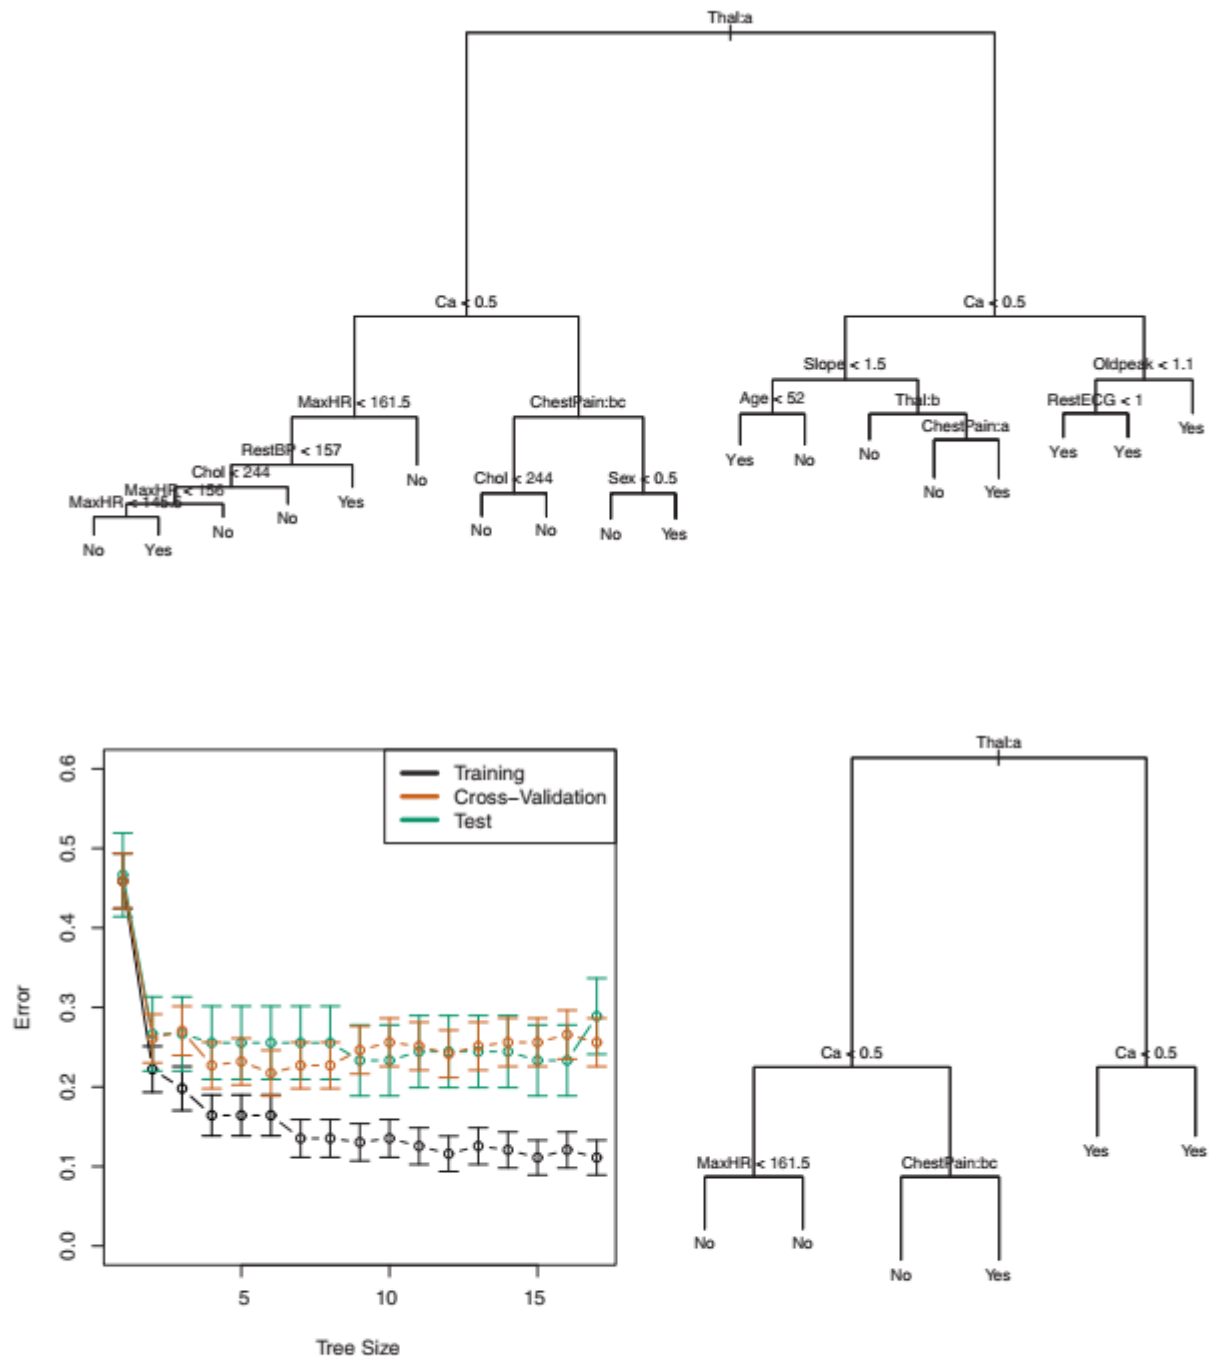 Thal:a
Ca < 0.5
Ca < 0.5
Slope < 1.5
Oldpeak < 1.1
MaxHR < 161.5
ChestPain:bc
Age < 52
Thal:b
RestECG < 1
ChestPain:a
Yes
RestBP < 157
Yes
No
No
Yes
Yes
Chol < 244
No
Chol < 244
Sex < 0.5
No
Yes
MaxHR < 156
Yes
MaxHR < 145.5
No
No
No
No
No
Yes
No
Yes
Thal:a
Ca < 0.5
Ca < 0.5
MaxHR < 161.5
ChestPain:bc
Yes
Yes
No
No
No
Yes
Training
Cross-Validation
Test
0.6
0.5
0.4
0.3
0.2
0.1
0.0
Error
5
10
15
Tree Size